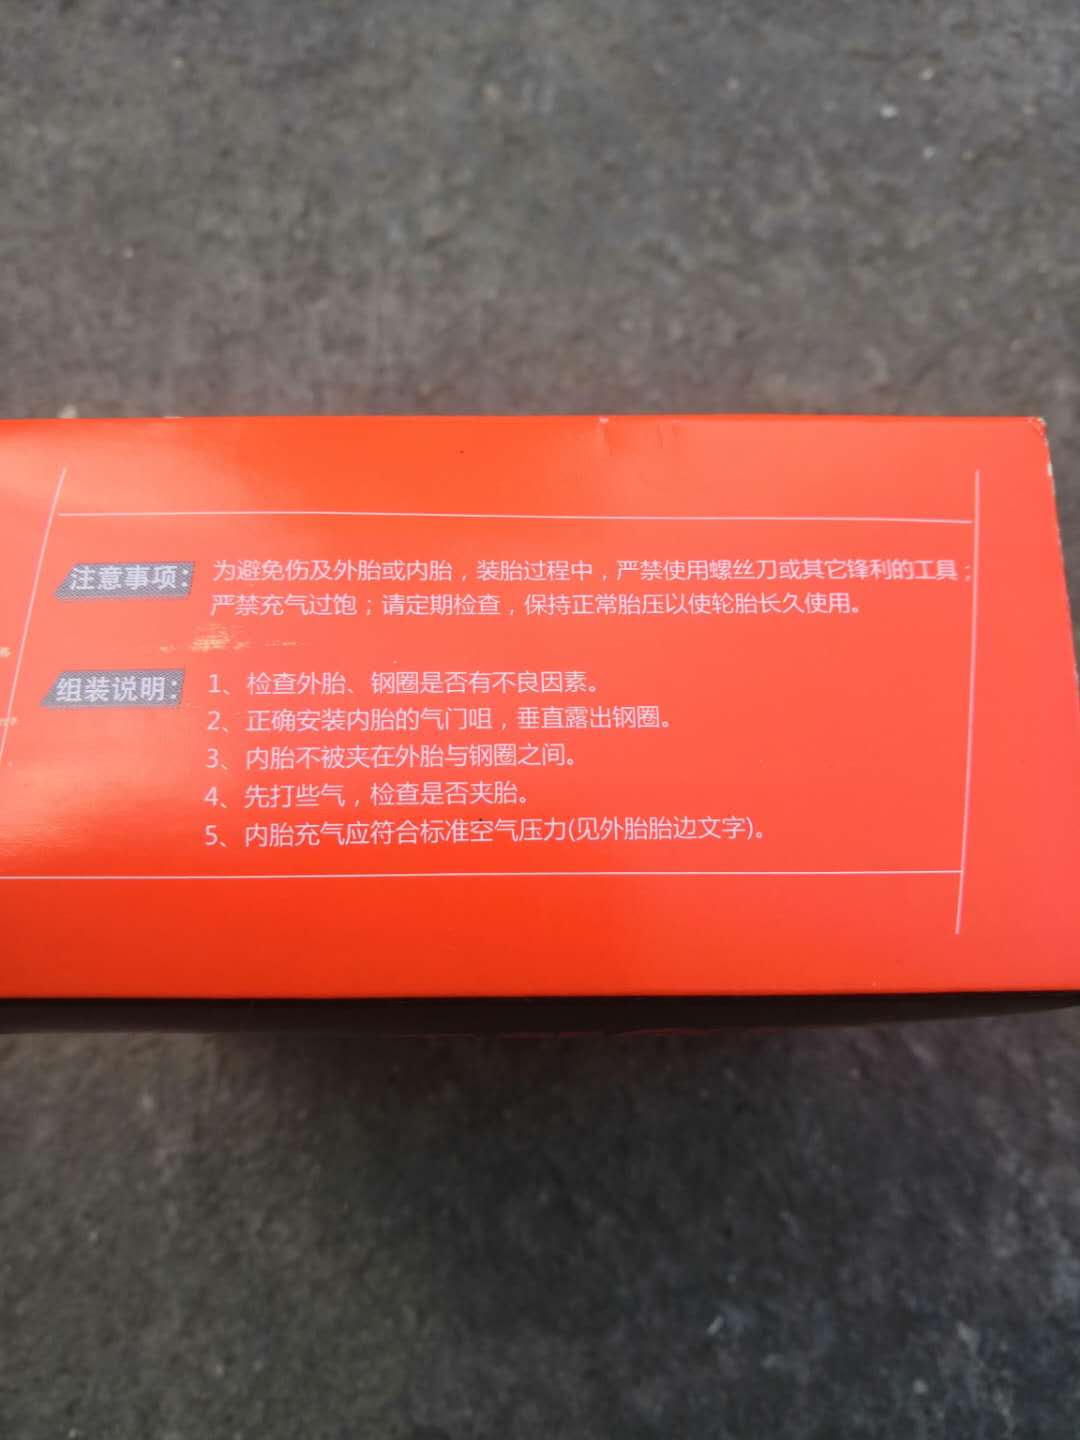 注意事项：为避免伤及外胎或内胎，装胎过程中，严禁使用螺丝刀或其它锋利的工具；
严禁充气过饱；请定期检查，保持正常胎压以使轮胎长久使用。
组装说明：1、检查外胎、钢圈是否有不良因素。
2、正确安装内胎的气门咀，垂直露出钢圈。
3、内胎不被夹在外胎与钢圈之间。
4、先打些气，检查是否夹胎。
5、内胎充气应符合标准空气压力(见外胎胎边文字)。